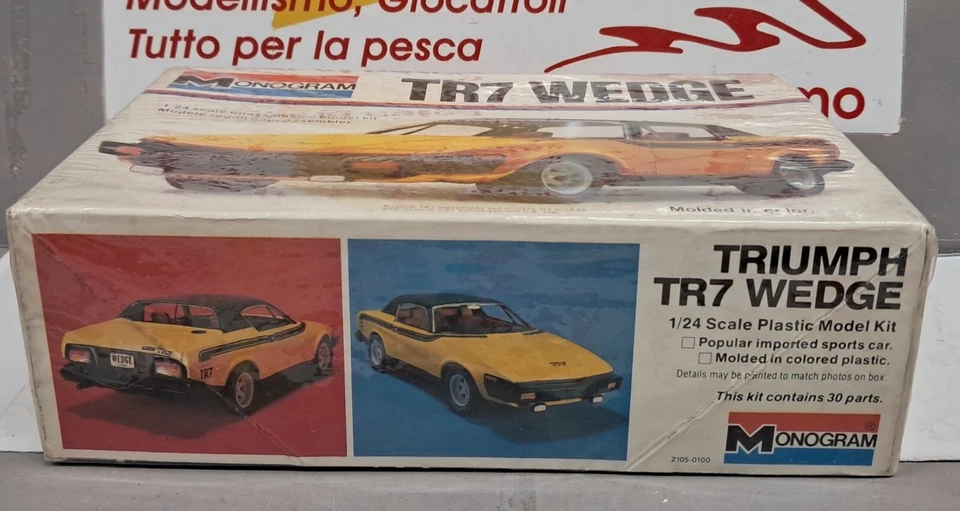 Modellismo, Giocattoli
Tutto per la pesca
mo
MONOGRAM
TR7 WEDGE
Molded in color.
WEDGE
TR7
TRIUMPH
TR7 WEDGE
1/24 Scale Plastic Model Kit
Popular imported sports car.
Molded in colored plastic.
Details may be painted to match photos on box.
This kit contains 30 parts.
MONOGRAM®
2105-0100